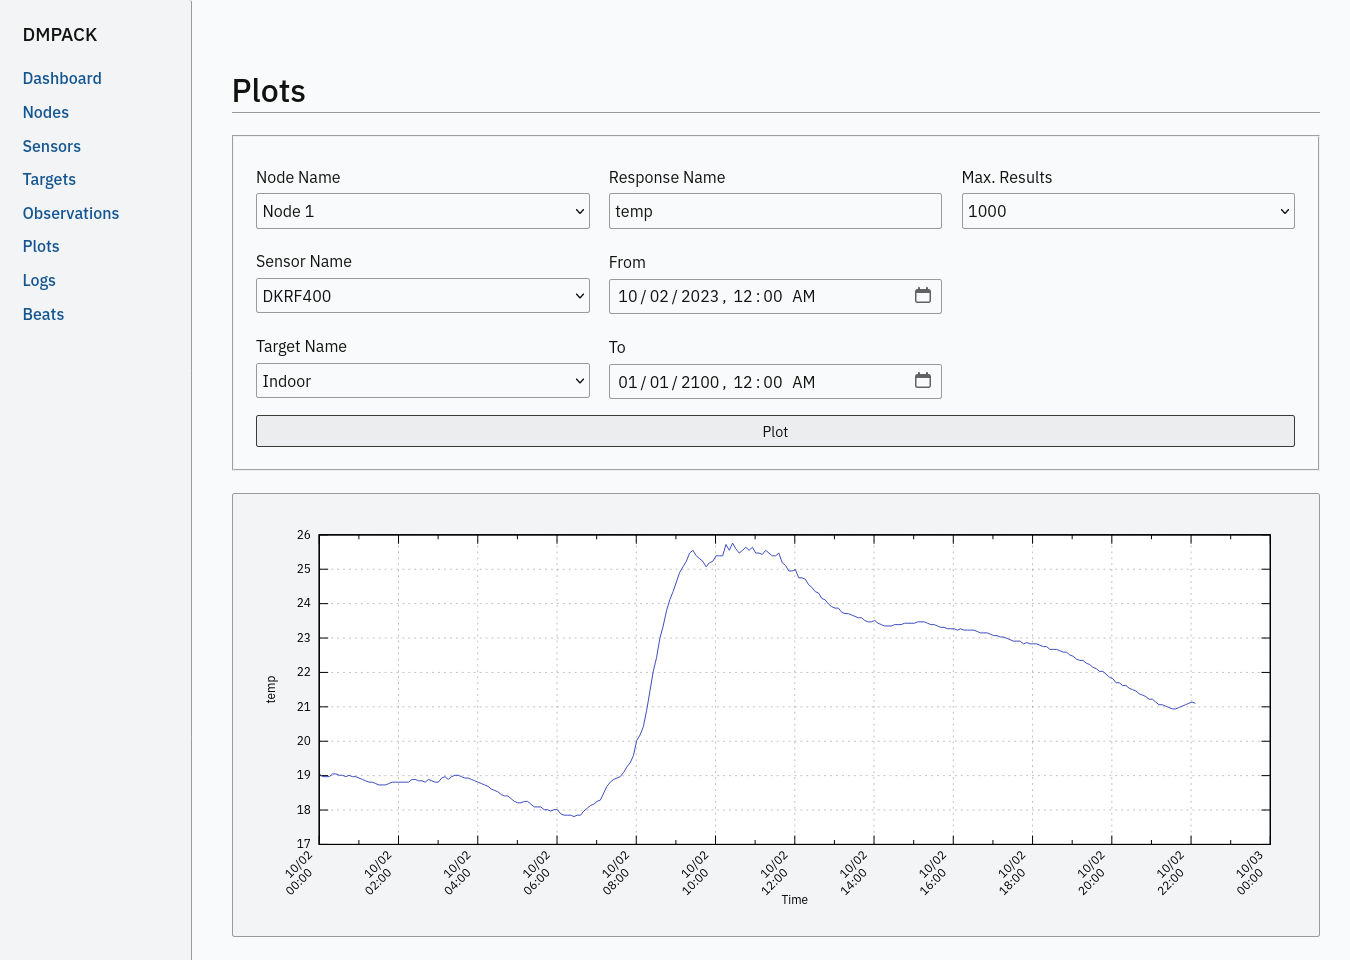 DMPACK
Dashboard
Nodes
Sensors
Targets
Observations
Plots
Logs
Beats
Plots
Node Name
Response Name
Max. Results
Node 1
temp
1000
Sensor Name
From
DKRF400
10/02/2023, 12:00 AM
Target Name
To
Indoor
01/01/2100, 12:00 AM
Plot
26
25
24
23
22
21
20
19
18
17
temp
10/02
00:00
10/02
02:00
10/02
04:00
10/02
06:00
10/02
08:00
10/02
10:00
10/02
12:00
10/02
14:00
10/02
16:00
10/02
18:00
10/02
20:00
10/02
22:00
10/03
00:00
Time